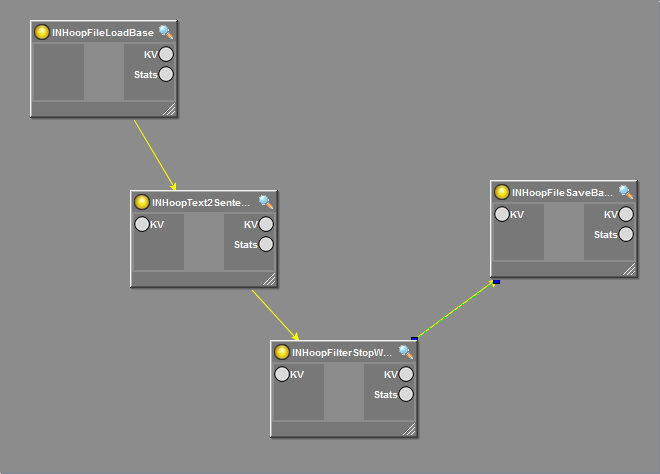 INHoopFileLoadBase
KV
Stats
INHoopText2Sente...
KV KV
Stats
INHoopFileSaveBa...
KV KV
Stats
INHoopFilterStopW...
KV KV
Stats